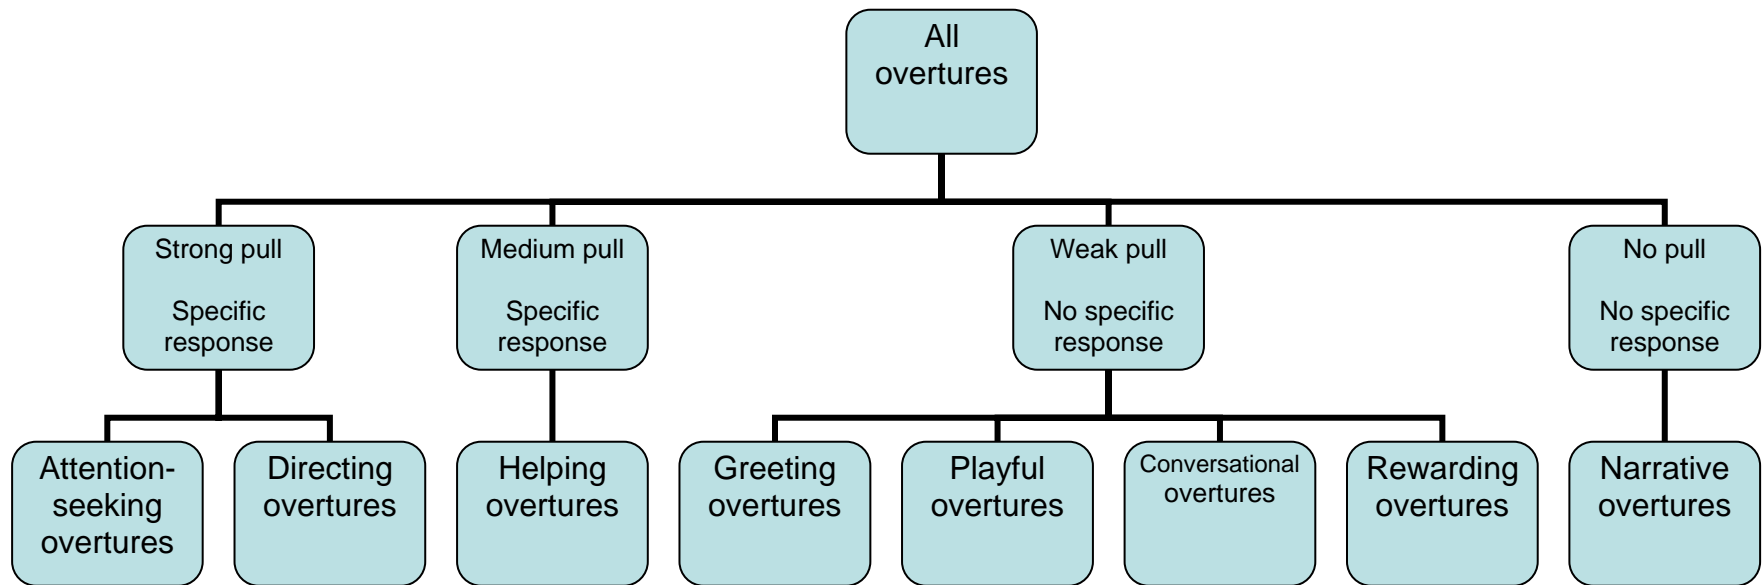 All
overtures
Strong pull
Specific
response
Medium pull
Specific
response
Weak pull
No specific
response
No pull
No specific
response
Attention-
seeking
overtures
Directing
overtures
Helping
overtures
Greeting
overtures
Playful
overtures
Conversational
overtures
Rewarding
overtures
Narrative
overtures